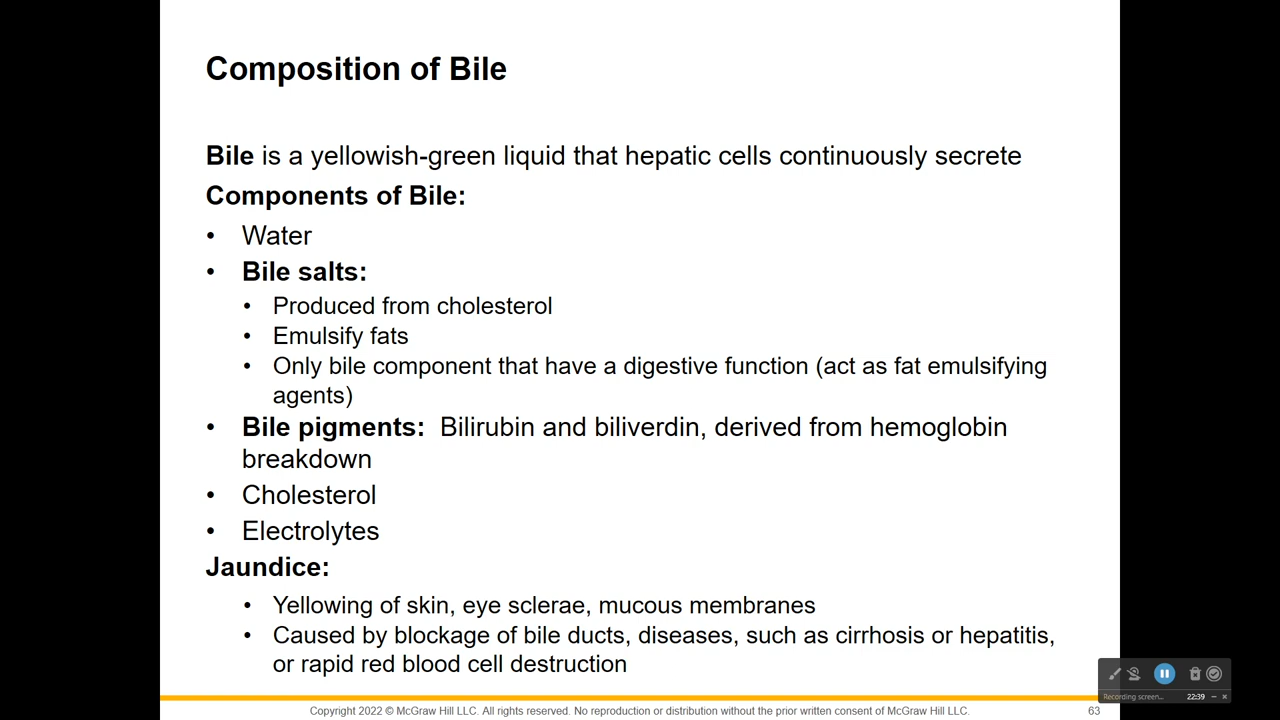 Composition of Bile
Bile is a yellowish-green liquid that hepatic cells continuously secrete
Components of Bile:
• Water
• Bile salts:
• Produced from cholesterol
• Emulsify fats
• Only bile component that have a digestive function (act as fat emulsifying
agents)
• Bile pigments: Bilirubin and biliverdin, derived from hemoglobin
breakdown
• Cholesterol
• Electrolytes
Jaundice:
• Yellowing of skin, eye sclerae, mucous membranes
• Caused by blockage of bile ducts, diseases, such as cirrhosis or hepatitis,
or rapid red blood cell destruction
Recording screen... 22:39
Copyright 2022 © McGraw Hill LLC. All rights reserved. No reproduction or distribution without the prior written consent of McGraw Hill LLC. 63